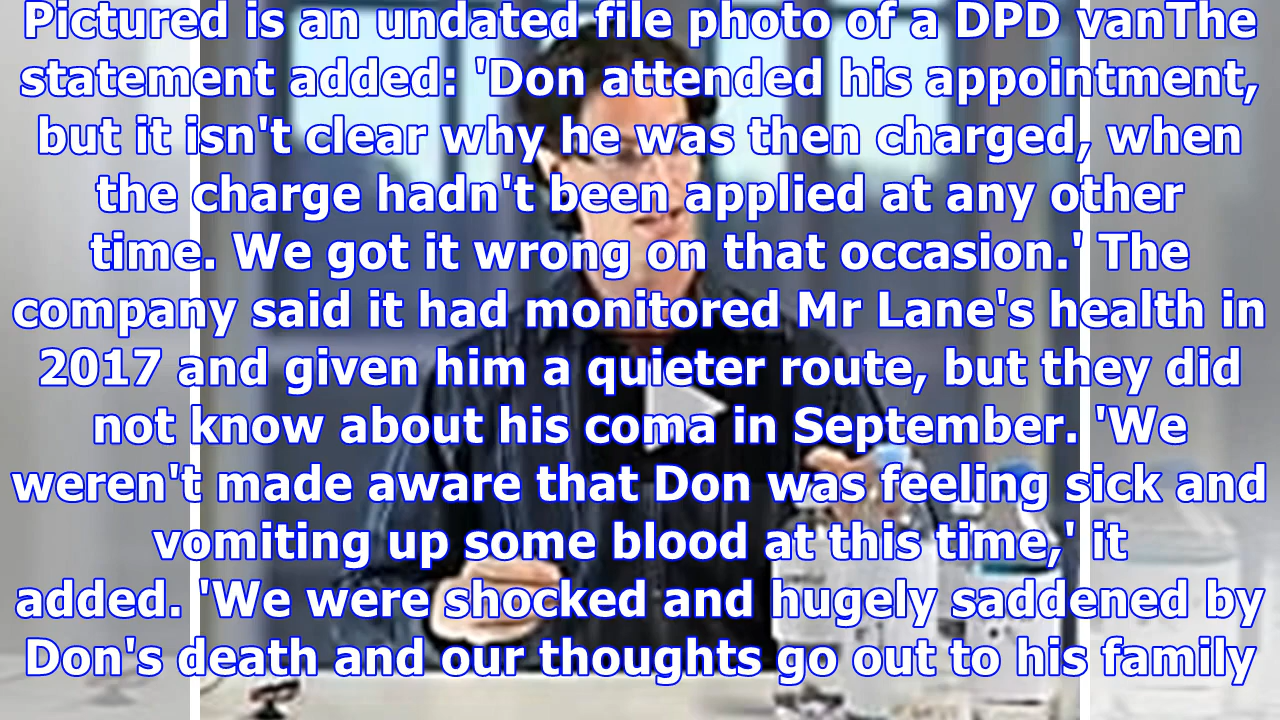 Pictured is an undated file photo of a DPD vanThe
statement added: 'Don attended his appointment,
but it isn't clear why he was then charged, when
the charge hadn't been applied at any other
time. We got it wrong on that occasion.' The
company said it had monitored Mr Lane's health in
2017 and given him a quieter route, but they did
not know about his coma in September. 'We
weren't made aware that Don was feeling sick and
vomiting up some blood at this time,' it
added. 'We were shocked and hugely saddened by
Don's death and our thoughts go out to his family